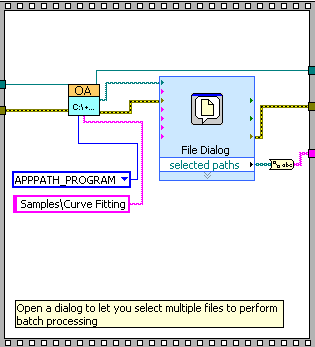 OA
C:\+...
File Dialog
selected paths
abc
APPPATH_PROGRAM
Samples\Curve Fitting
Open a dialog to let you select multiple files to perform
batch processing